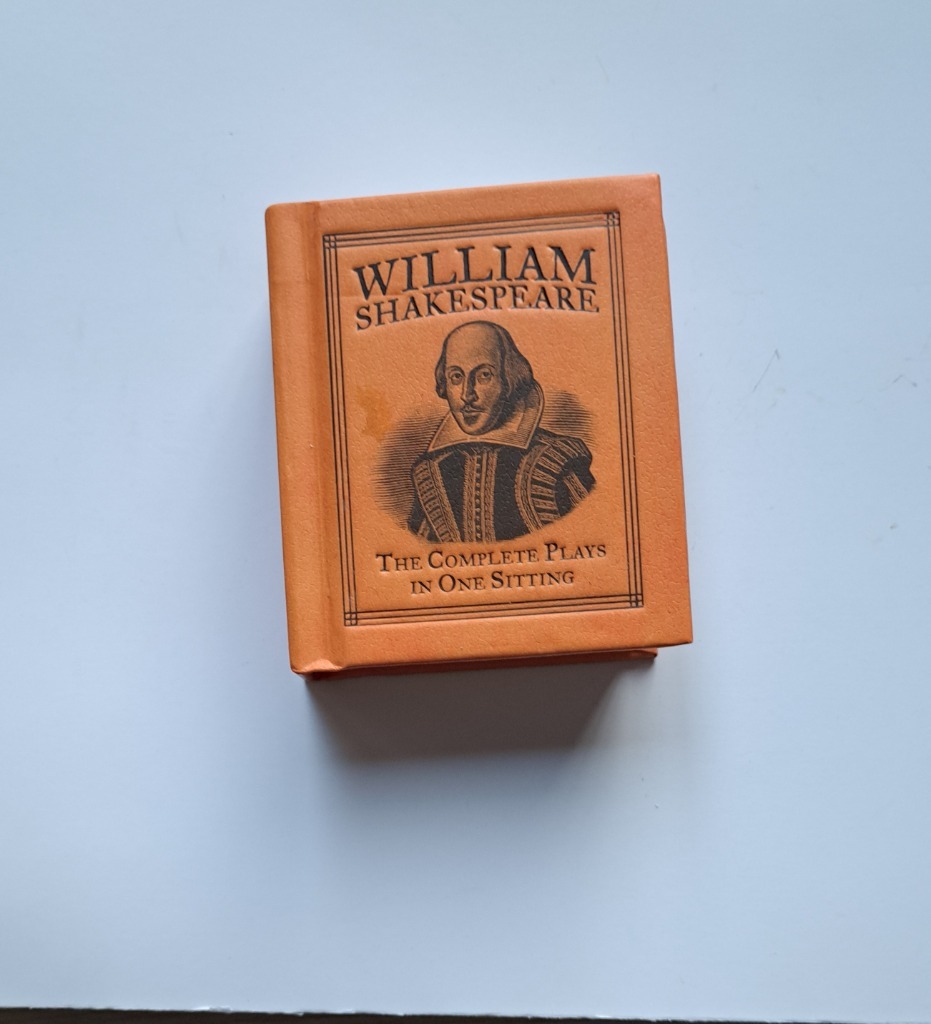 WILLIAM
SHAKESPEARE
THE COMPLETE PLAYS
IN ONE SITTING